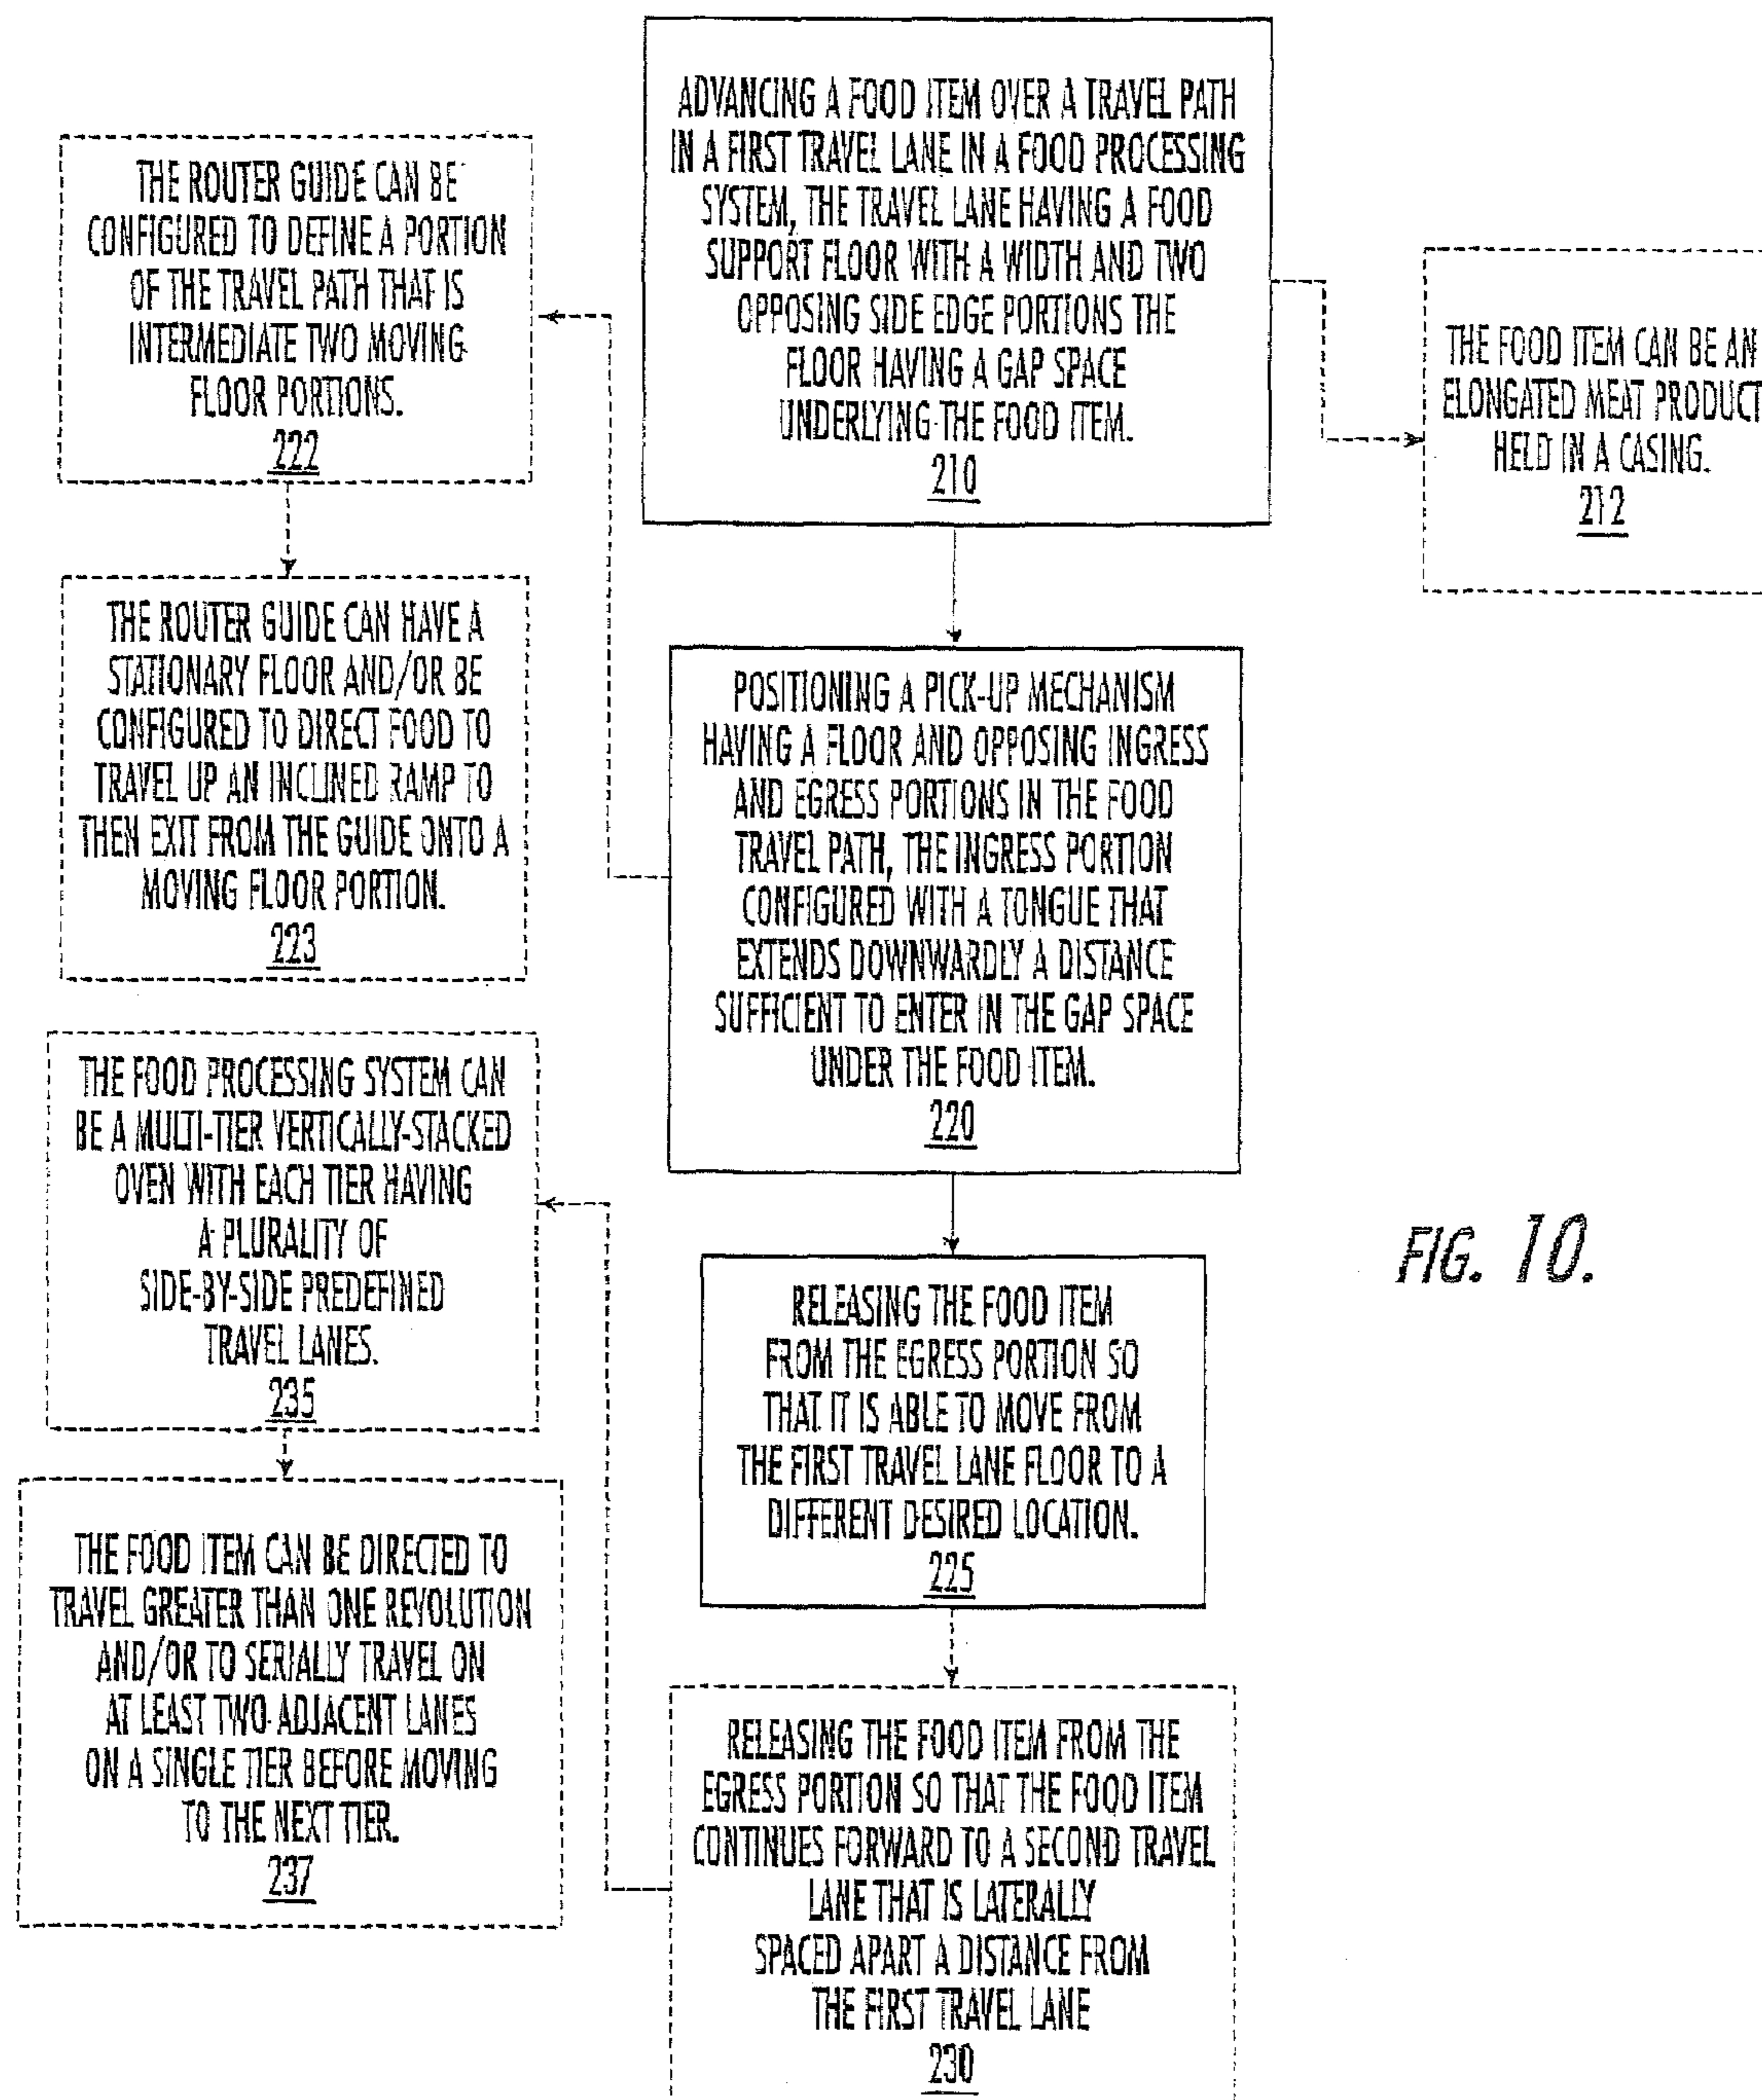 ADVANCING A FOOD ITEM OVER A TRAVEL PATH
IN A FIRST TRAVEL LANE IN A FOOD PROCESSING
SYSTEM, THE TRAVEL LANE HAVING A FOOD
SUPPORT FLOOR WITH A WIDTH AND TWO
OPPOSING SIDE EDGE PORTIONS THE
FLOOR HAVING A GAP SPACE
UNDERLYING THE FOOD ITEM.
210
THE FOOD ITEM CAN BE AN
ELONGATED MEAT PRODUCT
HELD IN A CASING.
212
THE ROUTER GUIDE CAN BE
CONFIGURED TO DEFINE A PORTION
OF THE TRAVEL PATH THAT IS
INTERMEDIATE TWO MOVING
FLOOR PORTIONS.
222
THE ROUTER GUIDE CAN HAVE A
STATIONARY FLOOR AND/OR BE
CONFIGURED TO DIRECT FOOD TO
TRAVEL UP AN INCLINED RAMP TO
THEN EXIT FROM THE GUIDE ONTO A
MOVING FLOOR PORTION.
223
POSITIONING A PICK-UP MECHANISM
HAVING A FLOOR AND OPPOSING INGRESS
AND EGRESS PORTIONS IN THE FOOD
TRAVEL PATH, THE INGRESS PORTION
CONFIGURED WITH A TONGUE THAT
EXTENDS DOWNWARDLY A DISTANCE
SUFFICIENT TO ENTER IN THE GAP SPACE
UNDER THE FOOD ITEM.
220
THE FOOD PROCESSING SYSTEM CAN
BE A MULTI-TIER VERTICALLY-STACKED
OVEN WITH EACH TIER HAVING
A PLURALITY OF
SIDE-BY-SIDE PREDEFINED
TRAVEL LANES.
235
RELEASING THE FOOD ITEM
FROM THE EGRESS PORTION SO
THAT IT IS ABLE TO MOVE FROM
THE FIRST TRAVEL LANE FLOOR TO A
DIFFERENT DESIRED LOCATION.
225
THE FOOD ITEM CAN BE DIRECTED TO
TRAVEL GREATER THAN ONE REVOLUTION
AND/OR TO SERIALLY TRAVEL ON
AT LEAST TWO ADJACENT LANES
ON A SINGLE TIER BEFORE MOVING
TO THE NEXT TIER.
237
RELEASING THE FOOD ITEM FROM THE
EGRESS PORTION SO THAT THE FOOD ITEM
CONTINUES FORWARD TO A SECOND TRAVEL
LANE THAT IS LATERALLY
SPACED APART A DISTANCE FROM
THE FIRST TRAVEL LANE
230
FIG. 10.